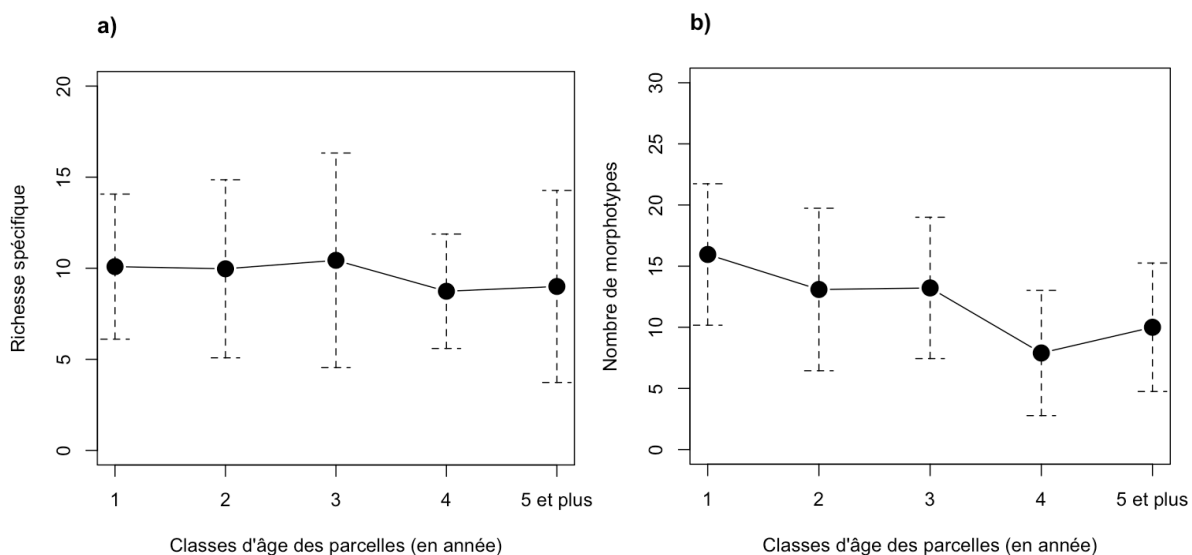 a)
Richesse spécifique
20
15
10
5
0
1 2 3 4 5 et plus
Classes d'âge des parcelles (en année)
b)
Nombre de morphotypes
30
25
20
15
10
5
0
1 2 3 4 5 et plus
Classes d'âge des parcelles (en année)